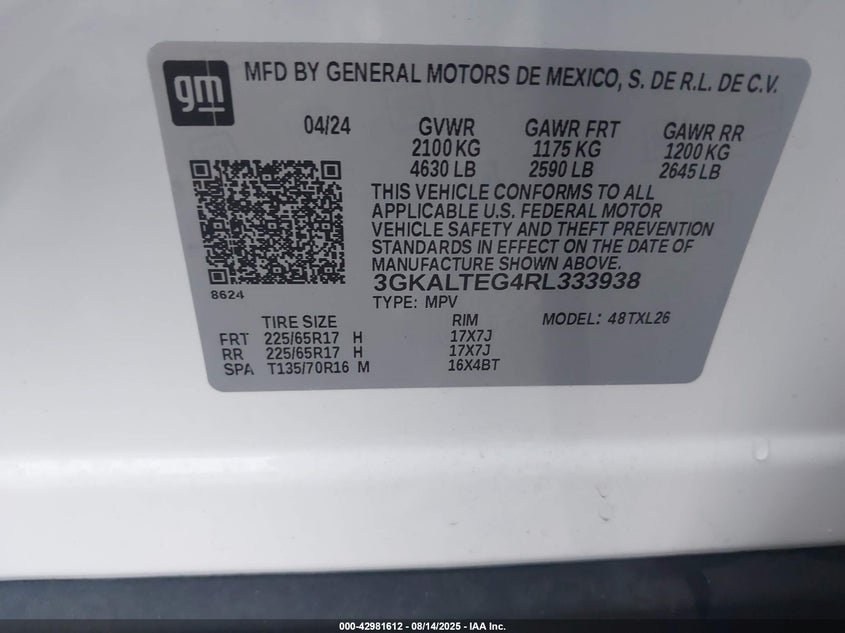 gm
MFD BY GENERAL MOTORS DE MEXICO, S. DE R.L. DE C.V.
04/24 GVWR GAWR FRT GAWR RR
2100 KG 1175 KG 1200 KG
4630 LB 2590 LB 2645 LB
THIS VEHICLE CONFORMS TO ALL
APPLICABLE U.S. FEDERAL MOTOR
VEHICLE SAFETY AND THEFT PREVENTION
STANDARDS IN EFFECT ON THE DATE OF
MANUFACTURE SHOWN ABOVE.
8624
3GKALTEG4RL333938
TYPE: MPV
TIRE SIZE RIM MODEL: 48TXL26
FRT 225/65R17 H 17X7J
RR 225/65R17 H 17X7J
SPA T135/70R16 M 16X4BT
000-42981612 - 08/14/2025 - IAA Inc.